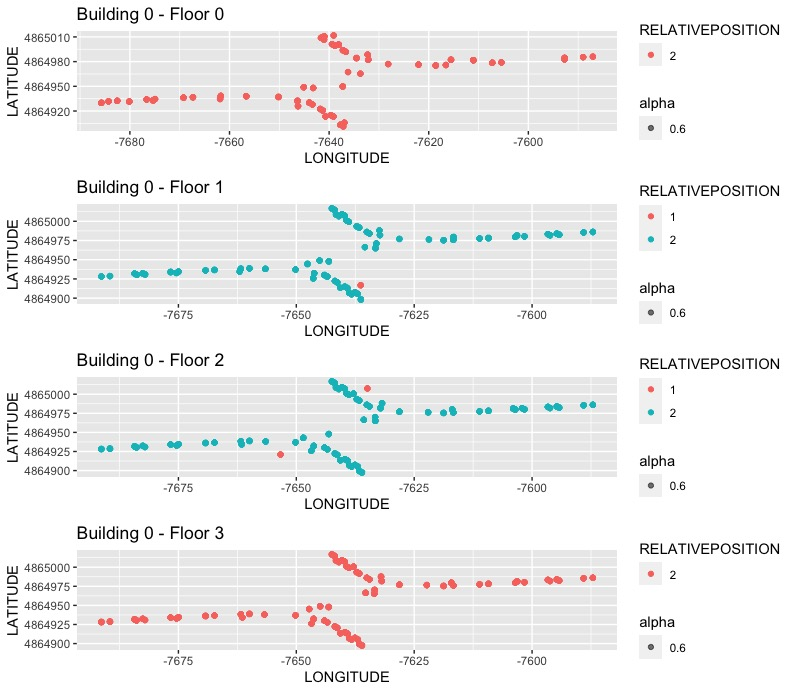 Building 0 - Floor 0
LATITUDE
4865010
4864980
4864950
4864920
-7680
-7660
-7640
-7620
-7600
LONGITUDE
RELATIVEPOSITION
2
alpha
0.6
Building 0 - Floor 1
LATITUDE
4865000
4864975
4864950
4864925
4864900
-7675
-7650
-7625
-7600
LONGITUDE
RELATIVEPOSITION
1
2
alpha
0.6
Building 0 - Floor 2
LATITUDE
4865000
4864975
4864950
4864925
4864900
-7675
-7650
-7625
-7600
LONGITUDE
RELATIVEPOSITION
1
2
alpha
0.6
Building 0 - Floor 3
LATITUDE
4865000
4864975
4864950
4864925
4864900
-7675
-7650
-7625
-7600
LONGITUDE
RELATIVEPOSITION
2
alpha
0.6